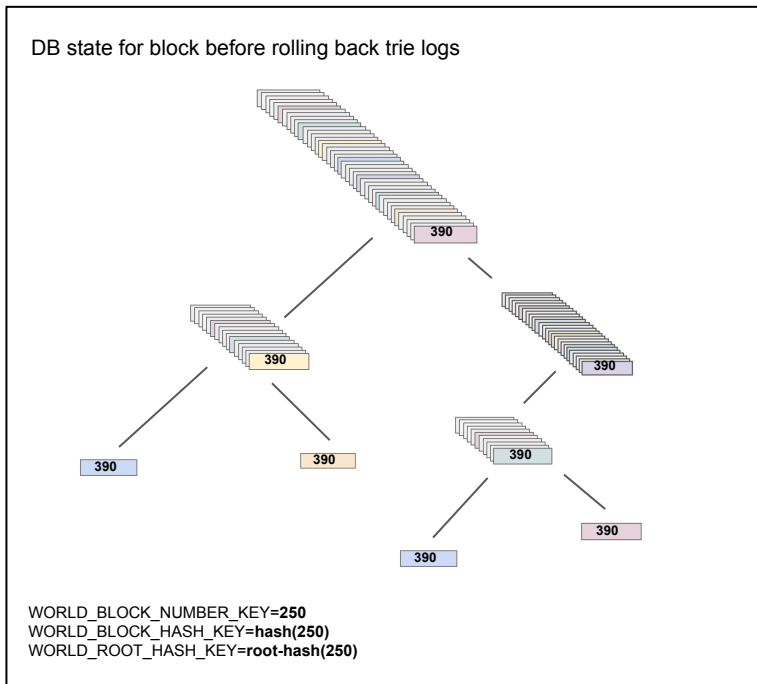 DB state for block before rolling back trie logs
390
390
390
390
390
390
390
390
WORLD_BLOCK_NUMBER_KEY=250
WORLD_BLOCK_HASH_KEY=hash(250)
WORLD_ROOT_HASH_KEY=root-hash(250)